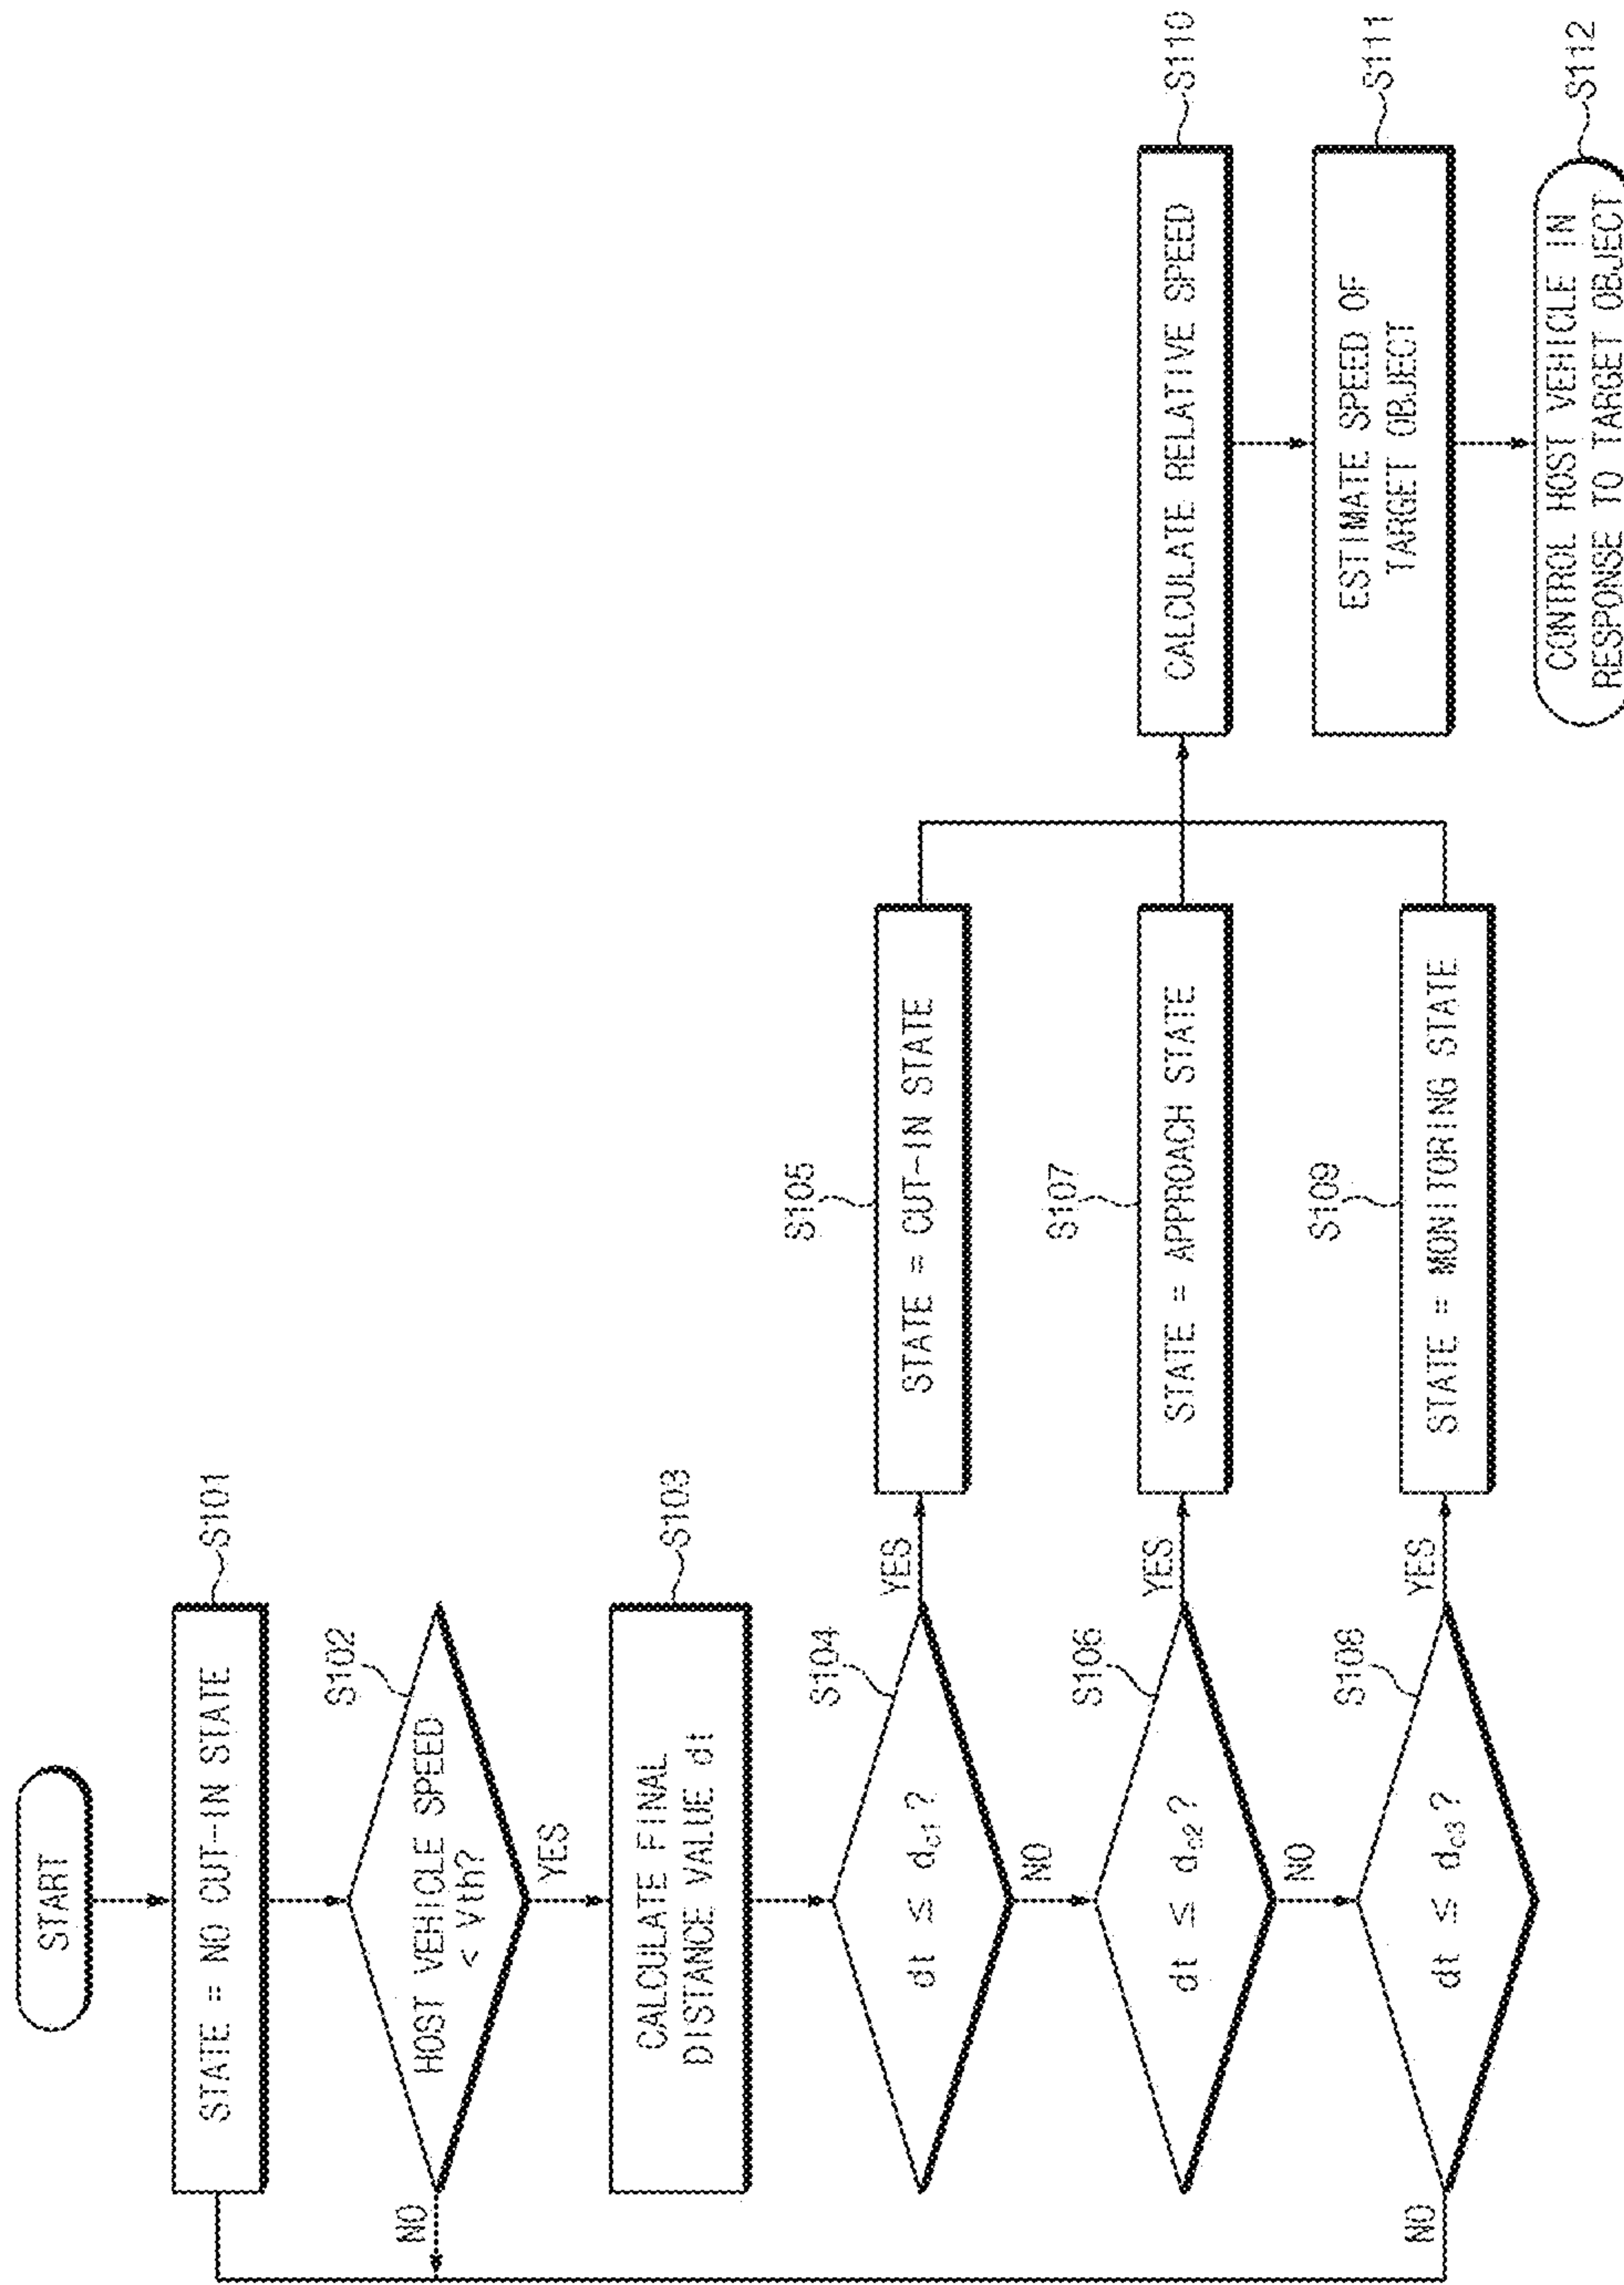 START
STATE = NO CUT-IN STATE
S101
HOST VEHICLE SPEED
< Vth?
S102
NO
YES
CALCULATE FINAL
DISTANCE VALUE dt
S103
dt ≤ dc1?
S104
YES
NO
STATE = CUT-IN STATE
S105
dt ≤ dc2?
S106
YES
NO
STATE = APPROACH STATE
S107
dt ≤ dc3?
S108
YES
NO
STATE = MONITORING STATE
S109
CALCULATE RELATIVE SPEED
S110
ESTIMATE SPEED OF
TARGET OBJECT
S111
CONTROL HOST VEHICLE IN
RESPONSE TO TARGET OBJECT
S112